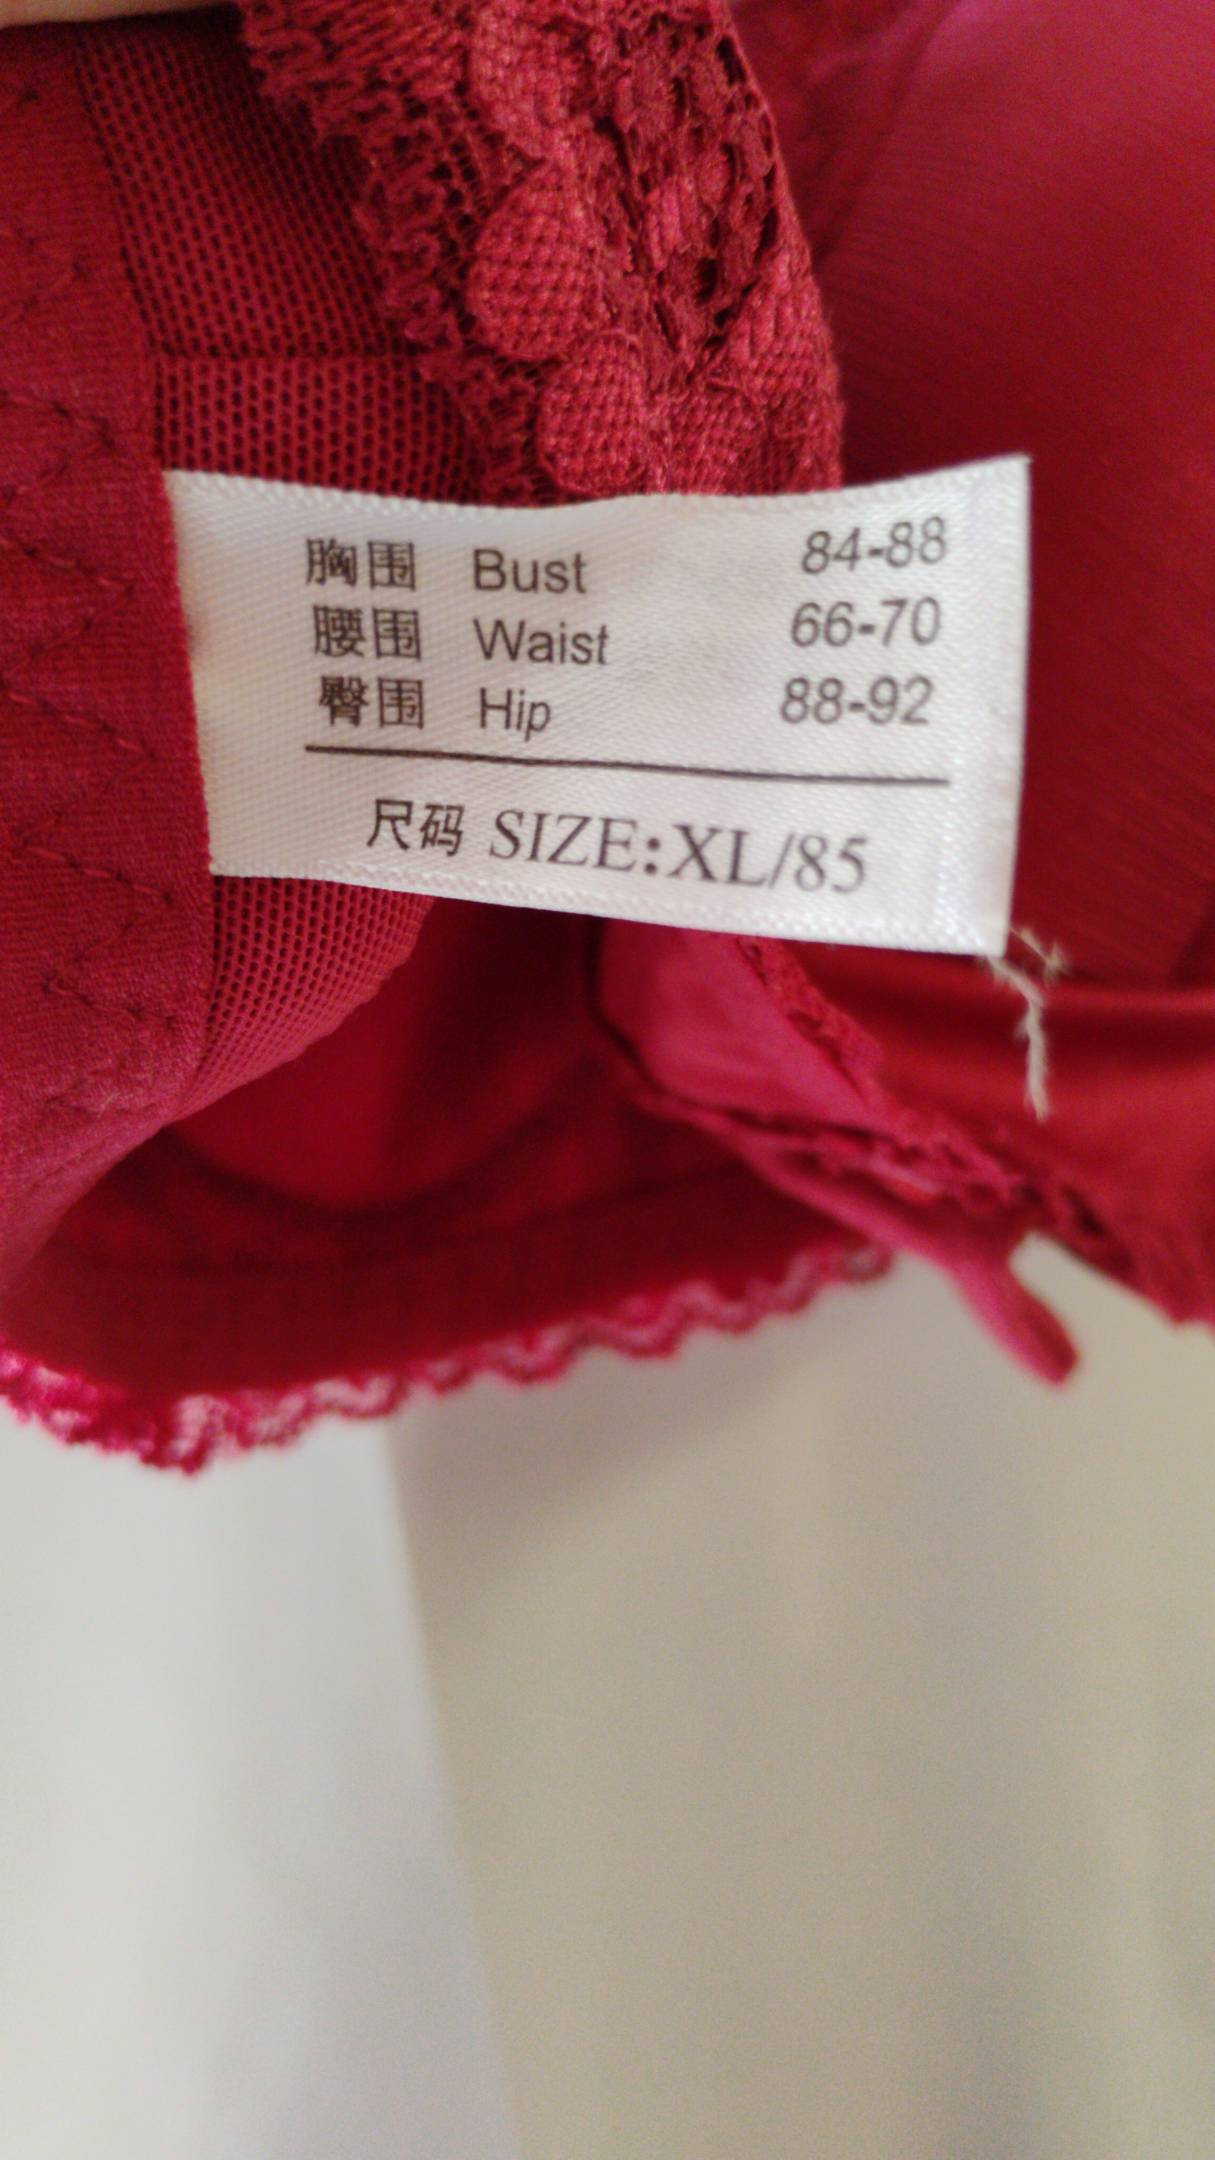 胸围 Bust 84-88
腰围 Waist 66-70
臀围 Hip 88-92
尺码 SIZE:XL/85